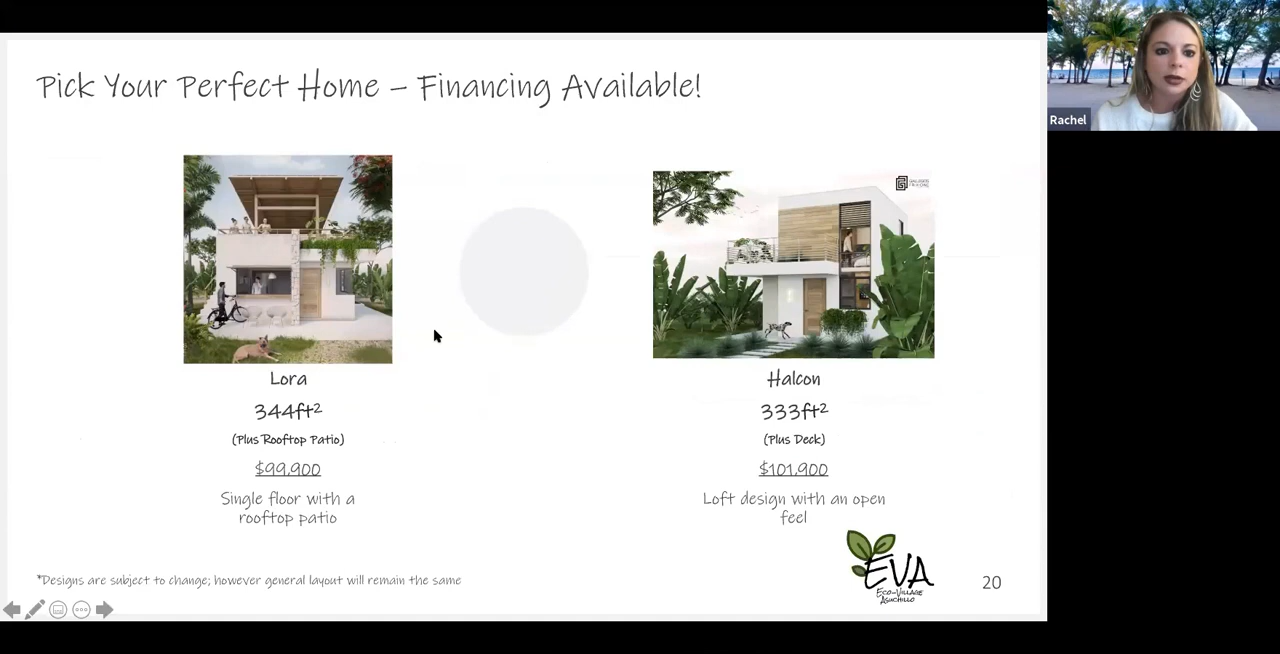 Pick Your Perfect Home – Financing Available!
Rachel
Lora
344ft²
(Plus Rooftop Patio)
$99,900
Single floor with a
rooftop patio
Halcon
333ft²
(Plus Deck)
$101,900
Loft design with an open
feel
EVA
Eco-Village
Asuchillo
*Designs are subject to change; however general layout will remain the same
20